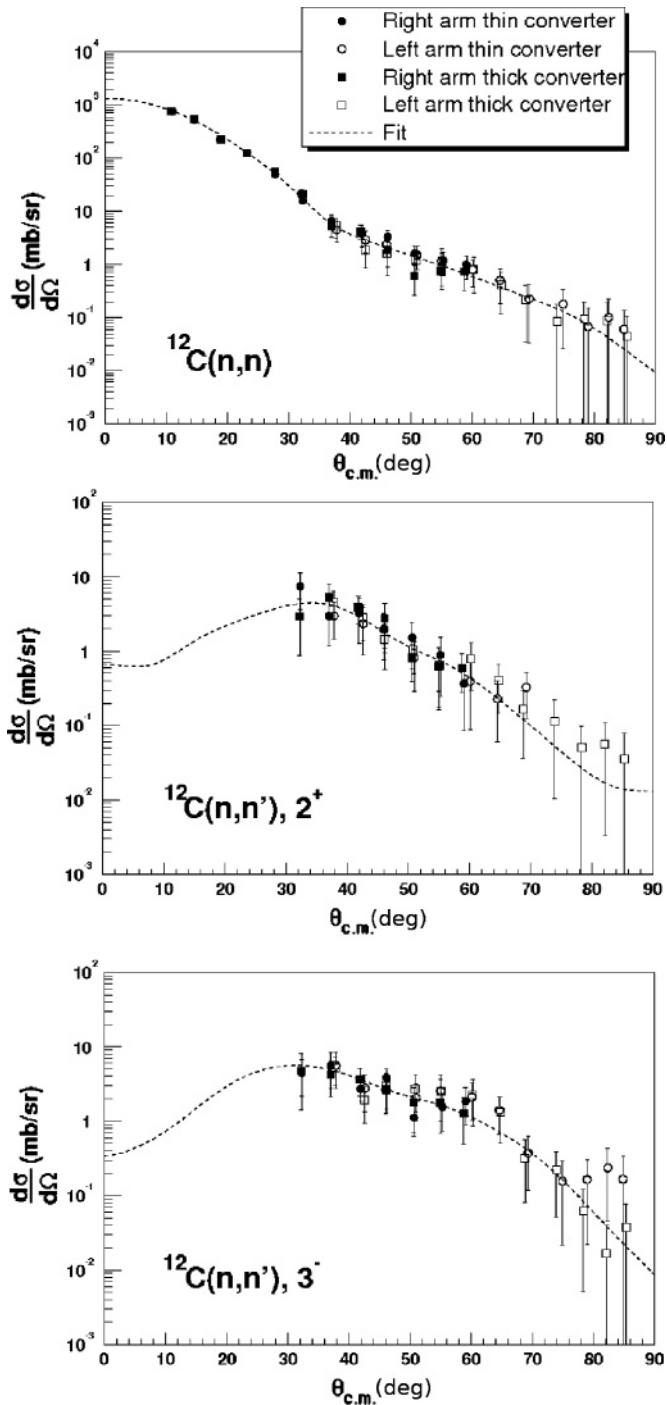 Right arm thin converter
Left arm thin converter
Right arm thick converter
Left arm thick converter
Fit
dσ/dΩ (mb/sr)
10⁴
10³
10²
10
1
10⁻¹
10⁻²
10⁻³
¹²C(n,n)
0 10 20 30 40 50 60 70 80 90
θc.m.(deg)
dσ/dΩ (mb/sr)
10²
10
1
10⁻¹
10⁻²
10⁻³
¹²C(n,n'), 2⁺
0 10 20 30 40 50 60 70 80 90
θc.m.(deg)
dσ/dΩ (mb/sr)
10²
10
1
10⁻¹
10⁻²
10⁻³
¹²C(n,n'), 3⁻
0 10 20 30 40 50 60 70 80 90
θc.m.(deg)